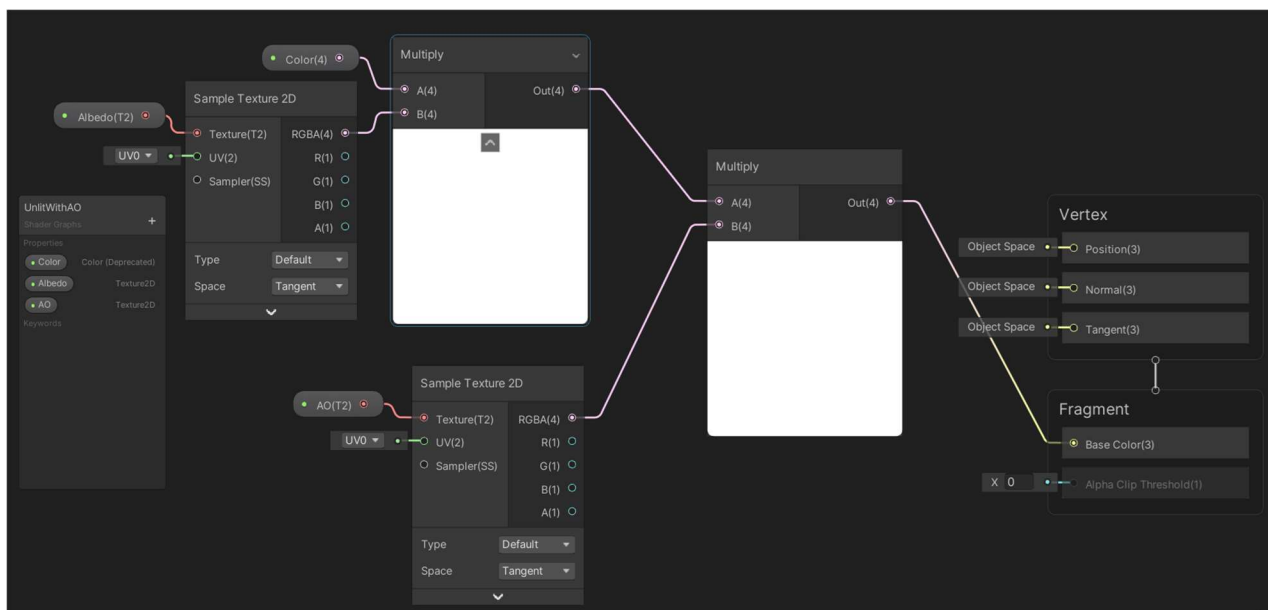 Color(4)
Multiply
A(4)
Out(4)
B(4)
Sample Texture 2D
Albedo(T2)
Texture(T2)
RGBA(4)
UV0
UV(2)
R(1)
Sampler(SS)
G(1)
B(1)
A(1)
Type
Default
Space
Tangent
UnlitWithAO
+
Shader Graphs
Properties
Color
Color (Deprecated)
Albedo
Texture2D
AO
Texture2D
Keywords
Multiply
A(4)
Out(4)
B(4)
Sample Texture 2D
AO(T2)
Texture(T2)
RGBA(4)
UV0
UV(2)
R(1)
Sampler(SS)
G(1)
B(1)
A(1)
Type
Default
Space
Tangent
Vertex
Object Space
Position(3)
Object Space
Normal(3)
Object Space
Tangent(3)
Fragment
Base Color(3)
X 0
Alpha Clip Threshold(1)